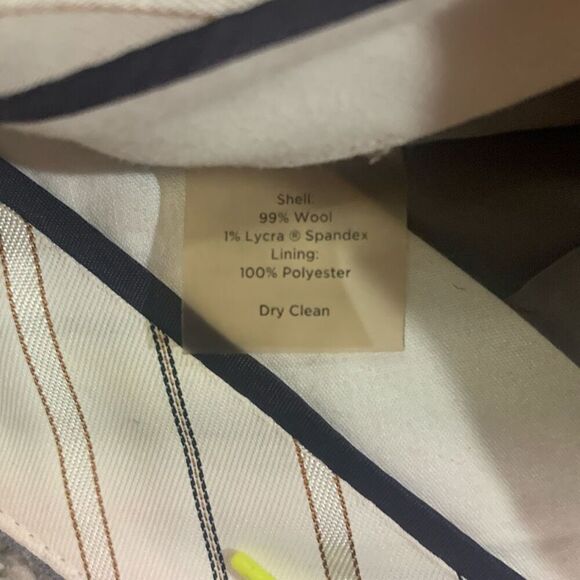 Shell:
99% Wool
1% Lycra ® Spandex
Lining:
100% Polyester
Dry Clean